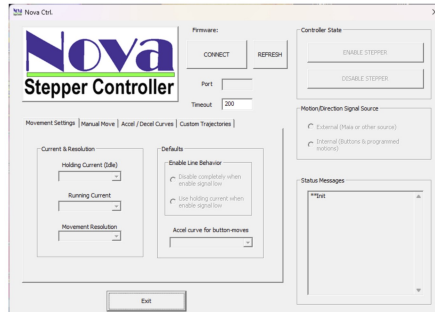 Nova Ctrl.
Nova
Stepper Controller
Firmware:
CONNECT
REFRESH
Port
Timeout 200
Controller State
ENABLE STEPPER
DISABLE STEPPER
Motion/Direction Signal Source
External (Maia or other source)
Internal (Buttons & programmed
motions)
Movement Settings Manual Move Accel / Decel Curves Custom Trajectories
Current & Resolution
Holding Current (Idle)
Running Current
Movement Resolution
Defaults
Enable Line Behavior
Disable completely when
enable signal low
Use holding current when
enable signal low
Accel curve for button-moves
Status Messages
**Init
Exit